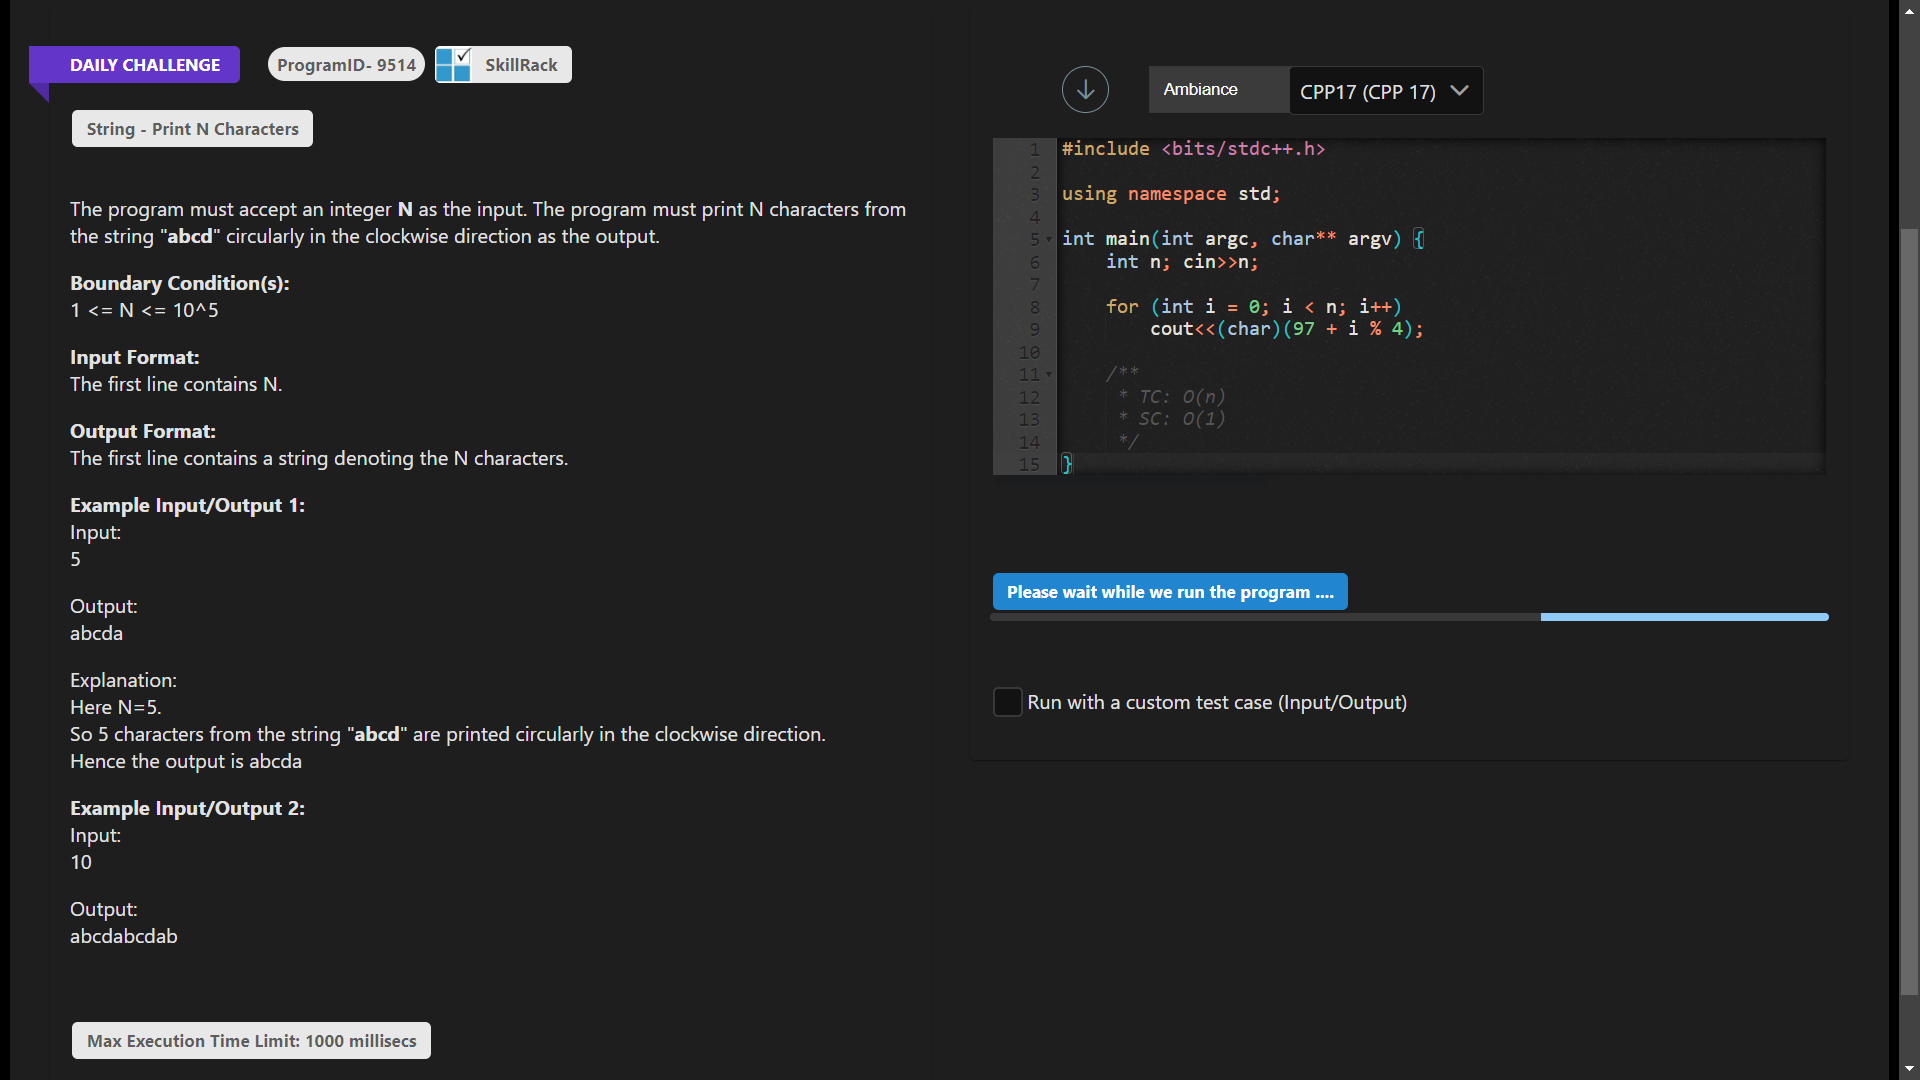 DAILY CHALLENGE
ProgramID- 9514
SkillRack
String - Print N Characters
The program must accept an integer N as the input. The program must print N characters from
the string "abcd" circularly in the clockwise direction as the output.
Boundary Condition(s):
1 <= N <= 10^5
Input Format:
The first line contains N.
Output Format:
The first line contains a string denoting the N characters.
Example Input/Output 1:
Input:
5
Output:
abcda
Explanation:
Here N=5.
So 5 characters from the string "abcd" are printed circularly in the clockwise direction.
Hence the output is abcda
Example Input/Output 2:
Input:
10
Output:
abcdabcdab
Max Execution Time Limit: 1000 millisecs
Ambiance
CPP17 (CPP 17)
1 #include <bits/stdc++.h>
2
3 using namespace std;
4
5 int main(int argc, char** argv) {
6     int n; cin>>n;
7
8     for (int i = 0; i < n; i++)
9         cout<<(char)(97 + i % 4);
10
11     /**
12      * TC: O(n)
13      * SC: O(1)
14      */
15 }
Please wait while we run the program ....
Run with a custom test case (Input/Output)